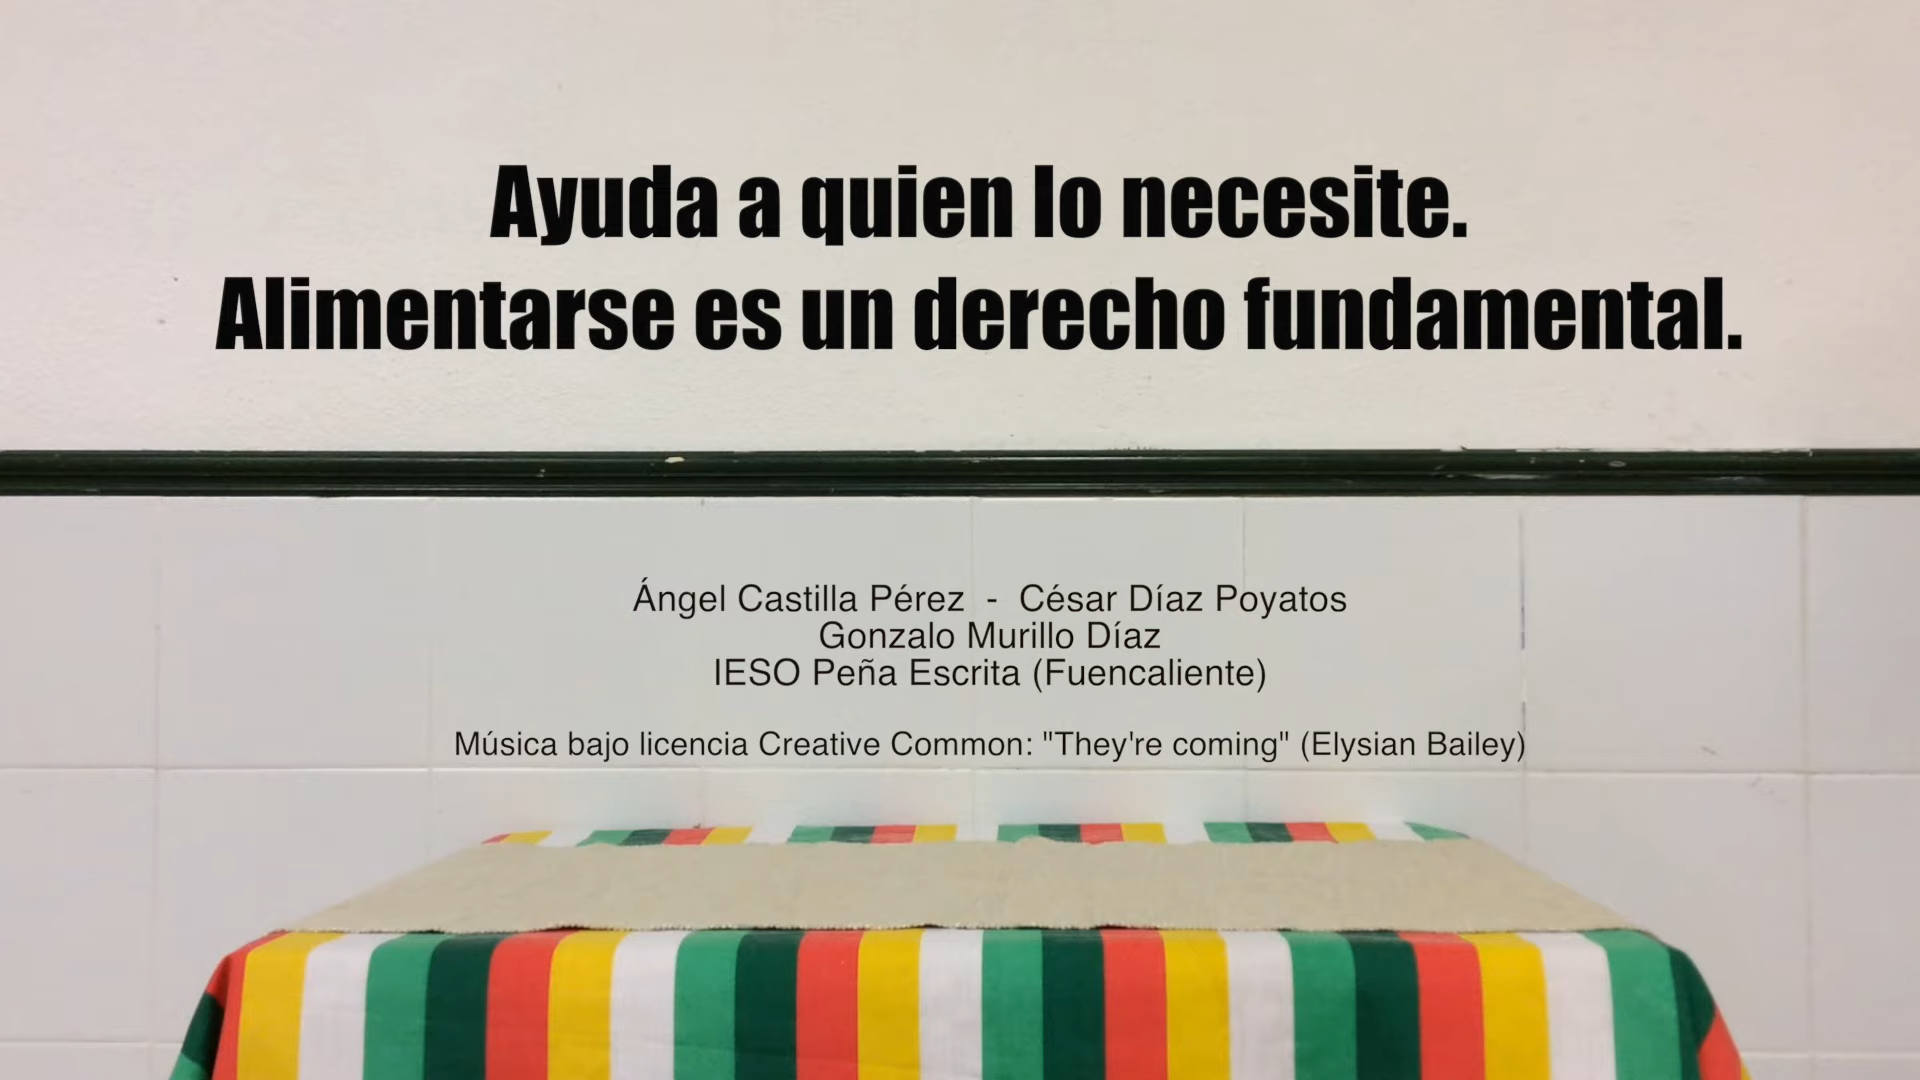 Ayuda a quien lo necesite.
Alimentarse es un derecho fundamental.
Ángel Castilla Pérez - César Díaz Poyatos
Gonzalo Murillo Díaz
IESO Peña Escrita (Fuencaliente)
Música bajo licencia Creative Common: "They're coming" (Elysian Bailey)